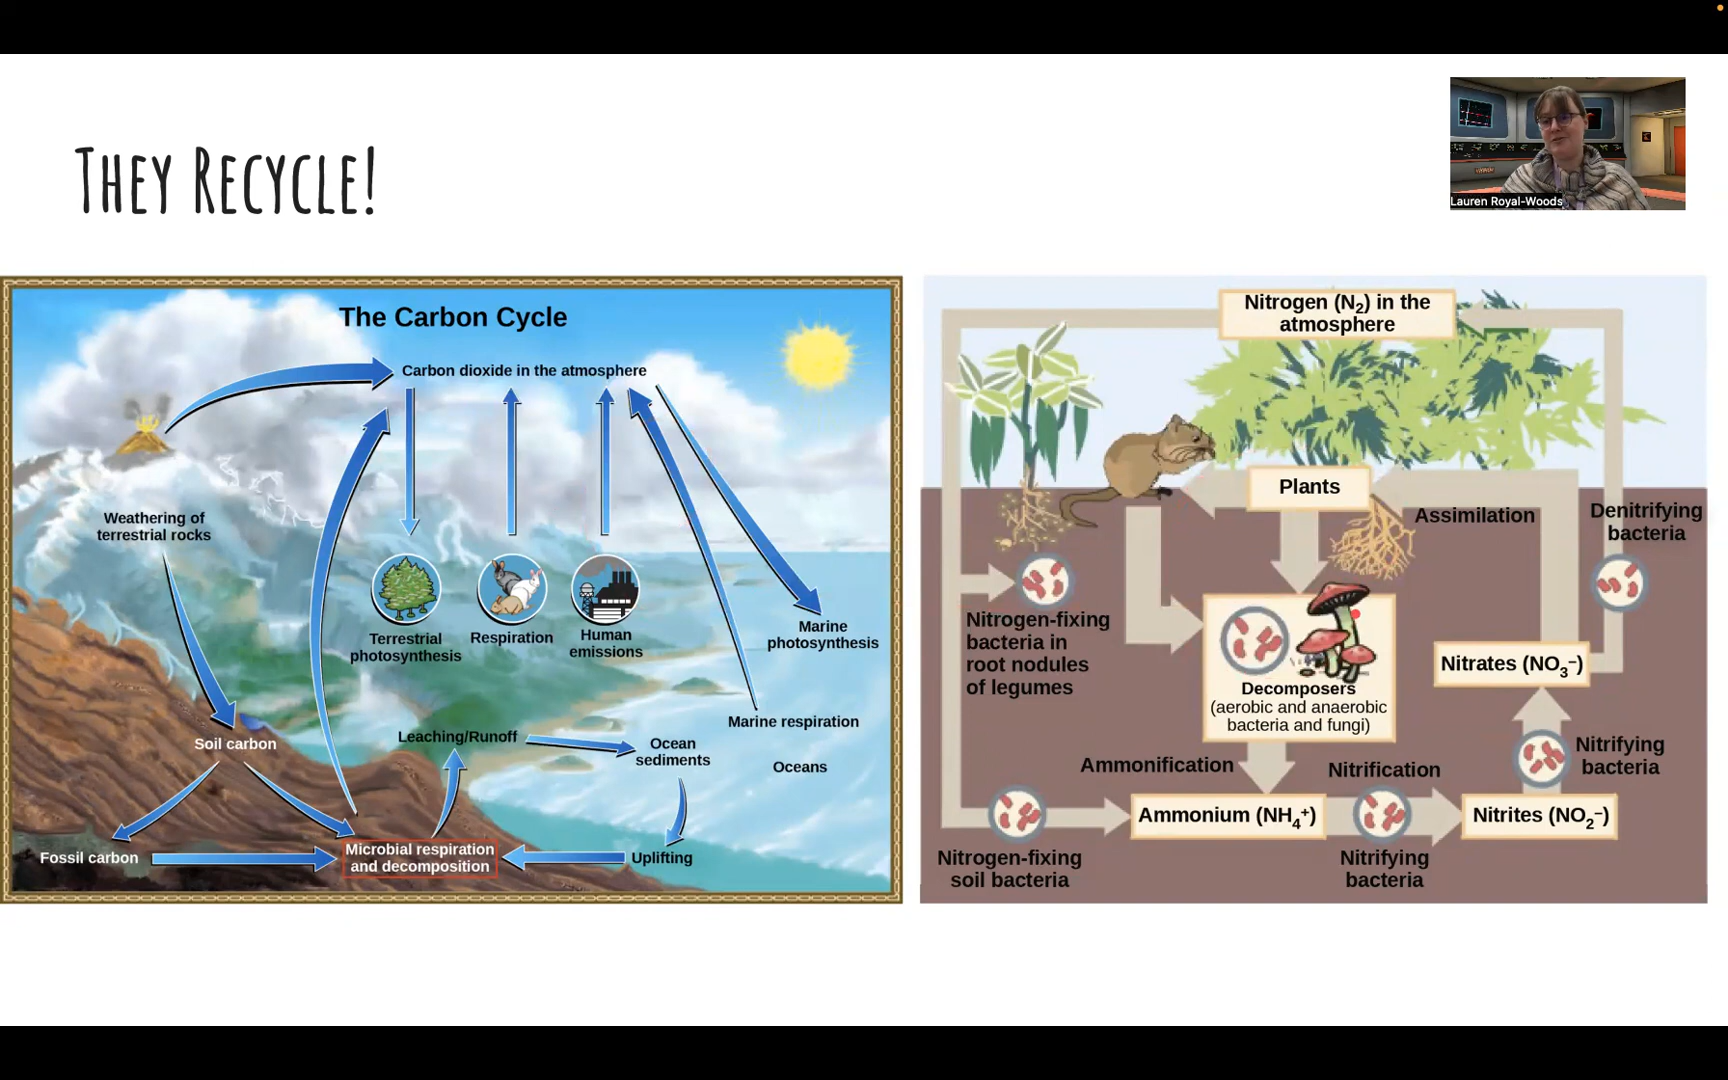 They Recycle!
Lauren Royal-Woods
The Carbon Cycle
Carbon dioxide in the atmosphere
Weathering of
terrestrial rocks
Terrestrial
photosynthesis
Respiration
Human
emissions
Marine
photosynthesis
Marine respiration
Soil carbon
Leaching/Runoff
Ocean
sediments
Oceans
Fossil carbon
Microbial respiration
and decomposition
Uplifting
Nitrogen (N₂) in the
atmosphere
Plants
Assimilation
Denitrifying
bacteria
Nitrogen-fixing
bacteria in
root nodules
of legumes
Decomposers
(aerobic and anaerobic
bacteria and fungi)
Nitrates (NO₃⁻)
Ammonification
Nitrification
Nitrifying
bacteria
Ammonium (NH₄⁺)
Nitrites (NO₂⁻)
Nitrogen-fixing
soil bacteria
Nitrifying
bacteria